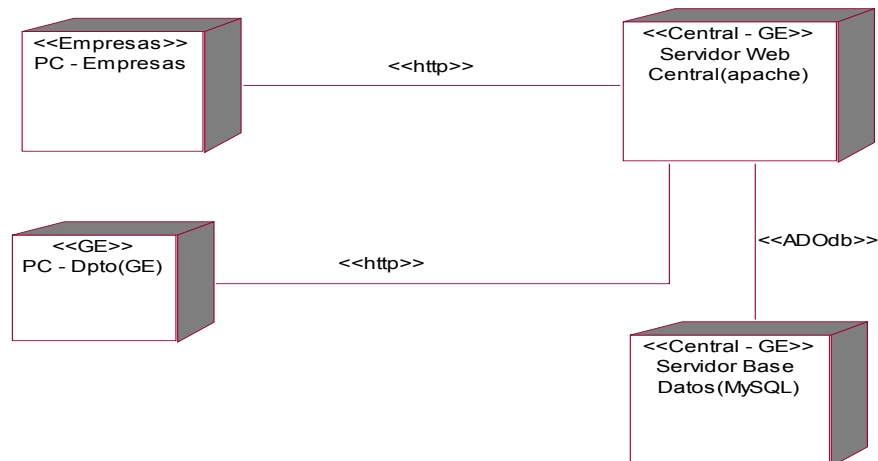 <<Empresas>>
PC - Empresas
<<http>>
<<Central - GE>>
Servidor Web
Central(apache)
<<GE>>
PC - Dpto(GE)
<<http>>
<<ADOdb>>
<<Central - GE>>
Servidor Base
Datos(MySQL)